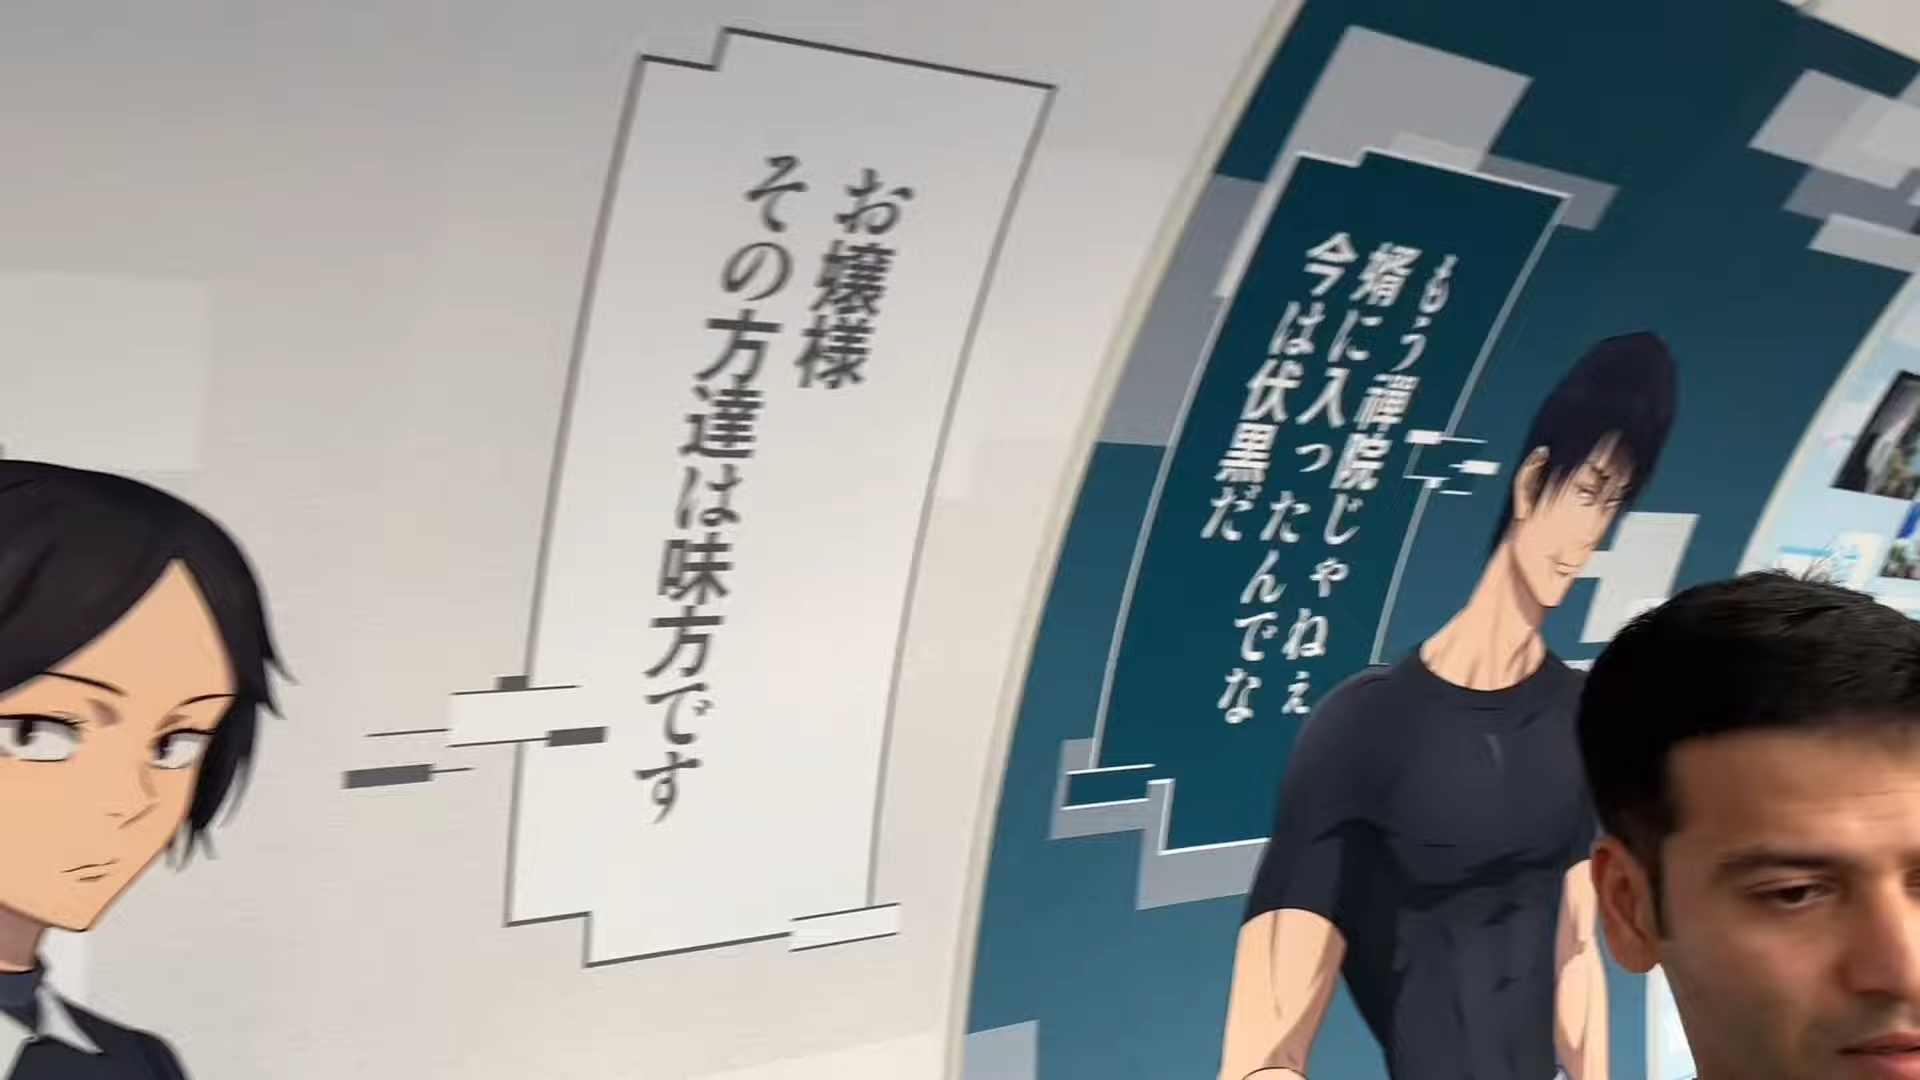 お嬢様
その方達は味方です
もう禪院じゃねぇ
婿に入ったんでな
今は伏黒だ